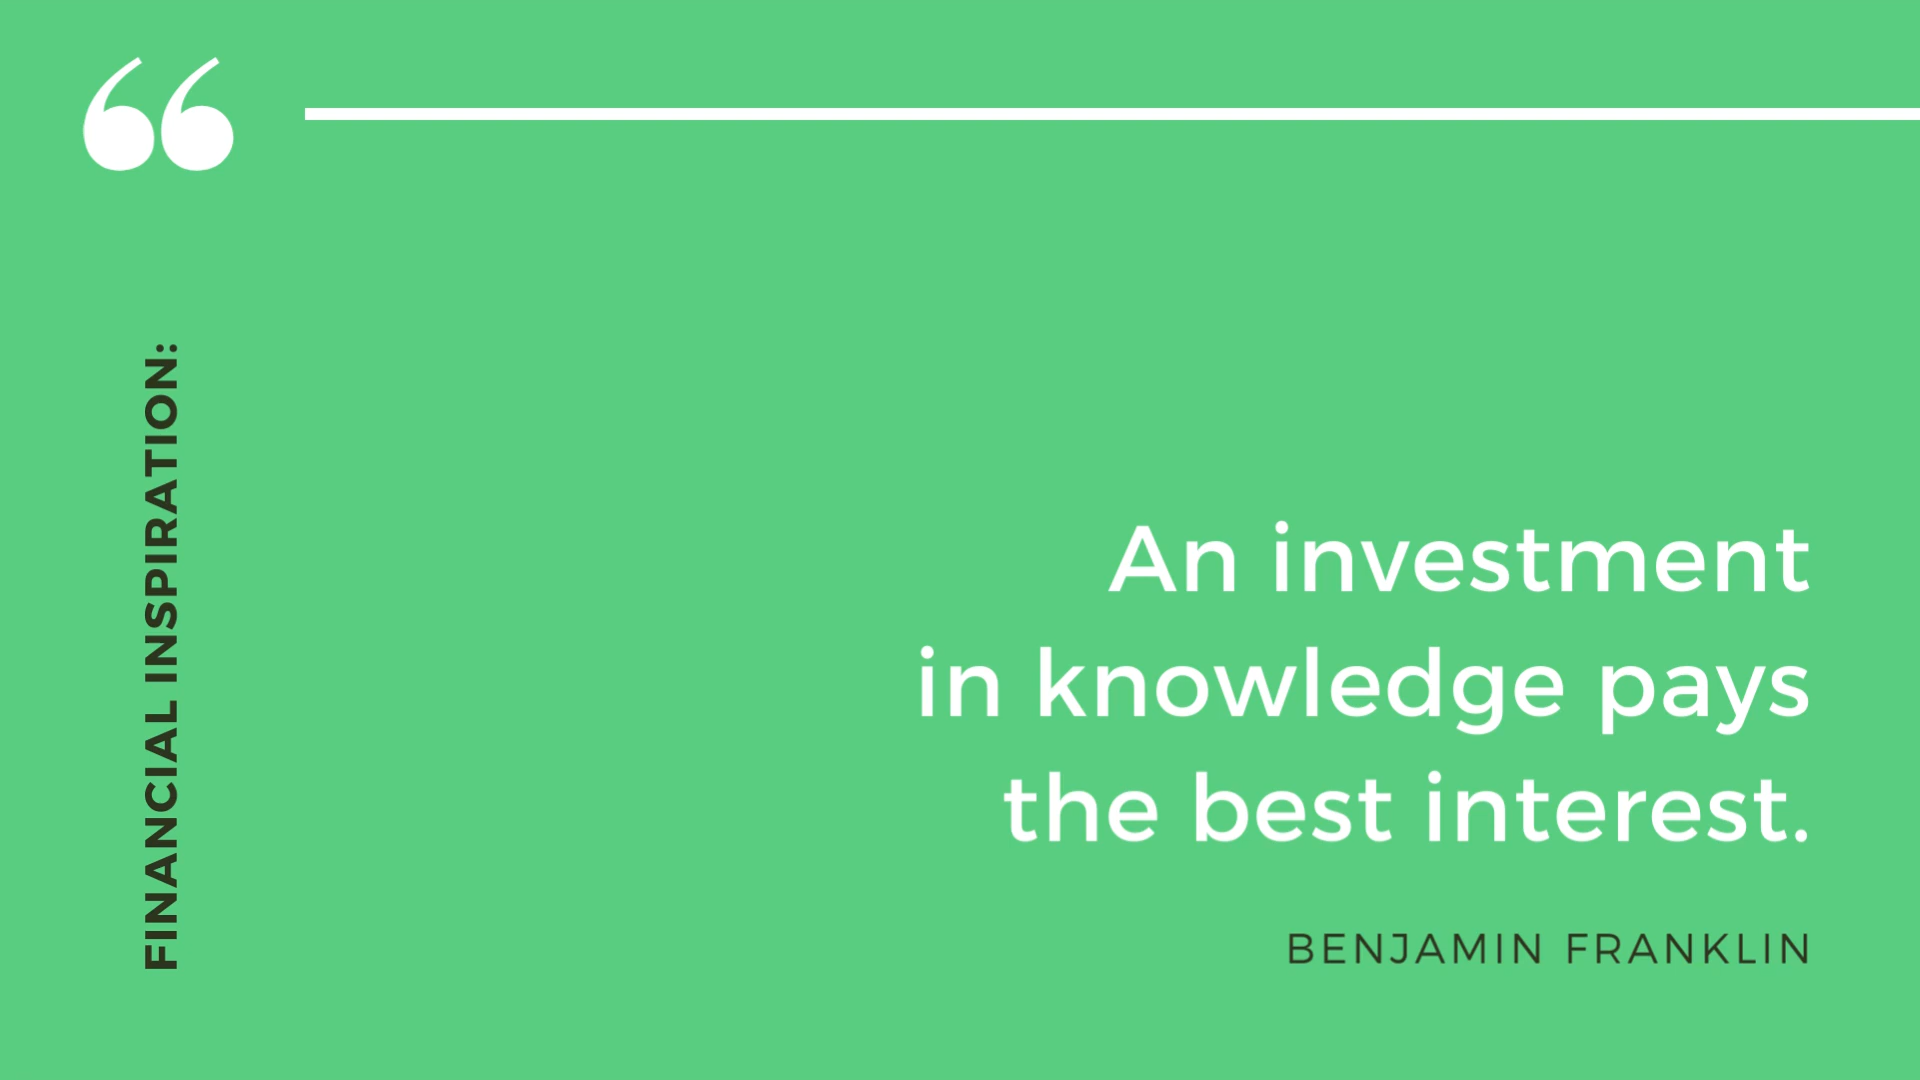 “
FINANCIAL INSPIRATION:
An investment
in knowledge pays
the best interest.
BENJAMIN FRANKLIN